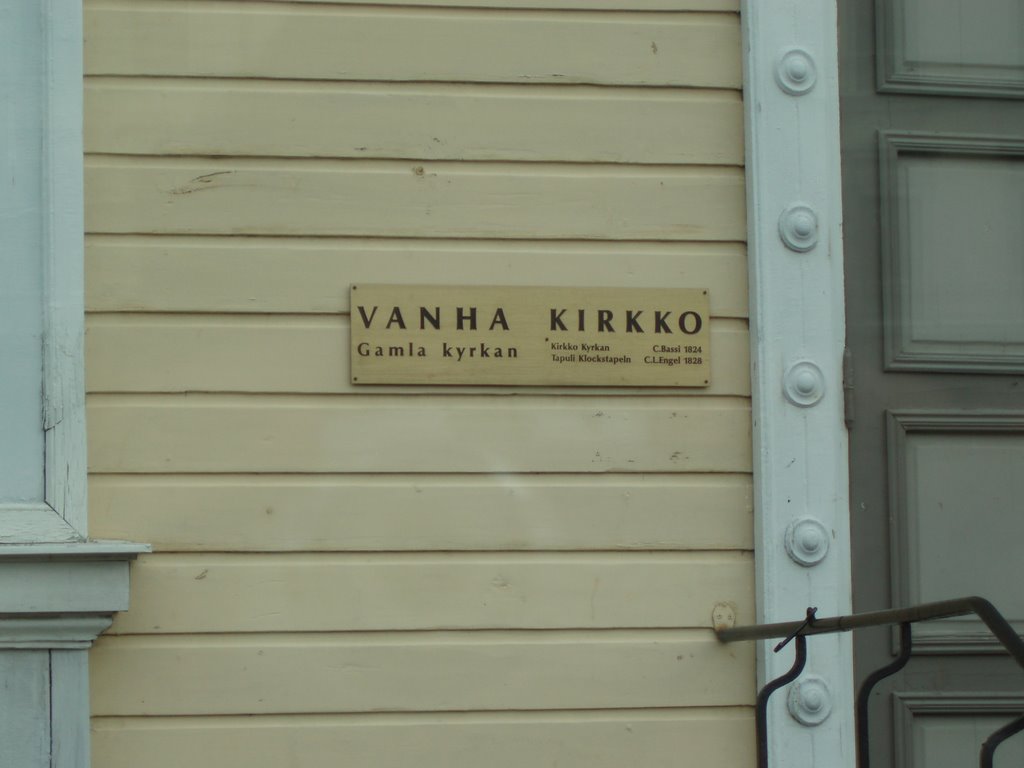 VANHA KIRKKO
Gamla kyrkan
Kirkko Kyrkan C.Bassi 1824
Tapuli Klockstapeln C.L.Engel 1828